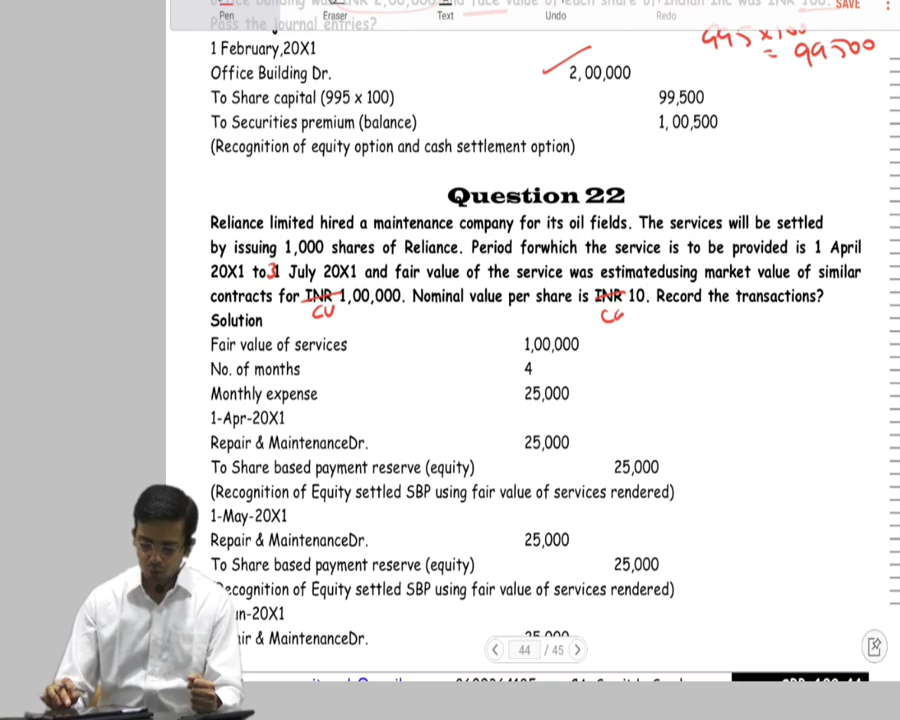 Pen Eraser Text Undo Redo SAVE
Pass the journal entries?
995 x 100
= 99500
1 February,20X1
Office Building Dr. 2, 00,000
To Share capital (995 x 100) 99,500
To Securities premium (balance) 1, 00,500
(Recognition of equity option and cash settlement option)
Question 22
Reliance limited hired a maintenance company for its oil fields. The services will be settled
by issuing 1,000 shares of Reliance. Period forwhich the service is to be provided is 1 April
20X1 to 31 July 20X1 and fair value of the service was estimatedusing market value of similar
contracts for INR 1,00,000. Nominal value per share is INR 10. Record the transactions?
CU
Solution
Fair value of services 1,00,000
No. of months 4
Monthly expense 25,000
1-Apr-20X1
Repair & MaintenanceDr. 25,000
To Share based payment reserve (equity) 25,000
(Recognition of Equity settled SBP using fair value of services rendered)
1-May-20X1
Repair & MaintenanceDr. 25,000
To Share based payment reserve (equity) 25,000
ecognition of Equity settled SBP using fair value of services rendered)
un-20X1
air & MaintenanceDr. 25,000
44 / 45